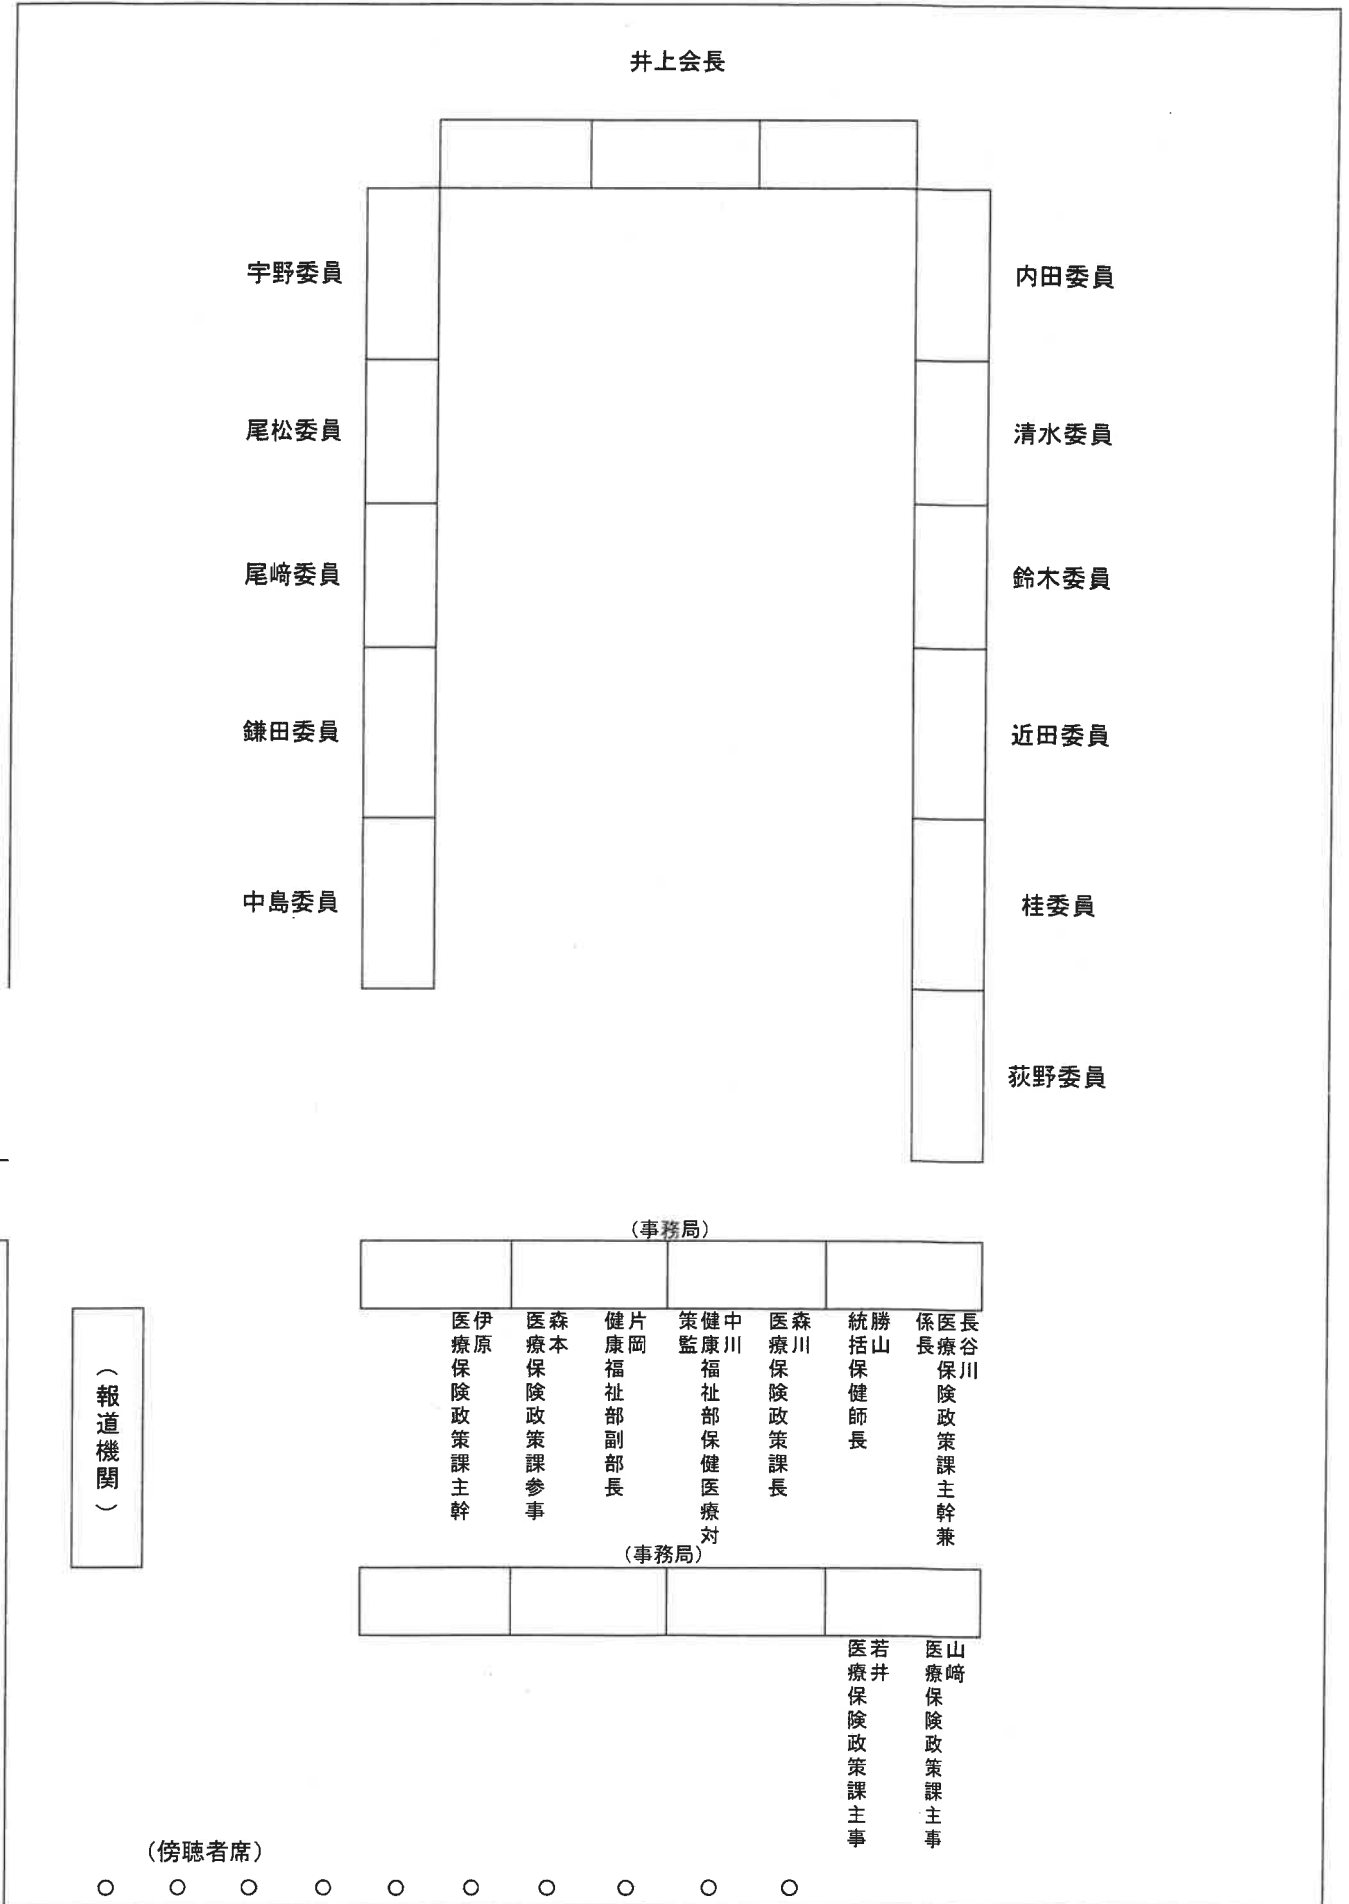 井上会長
宇野委員
内田委員
尾松委員
清水委員
尾﨑委員
鈴木委員
鎌田委員
近田委員
中島委員
桂委員
荻野委員
(事務局)
伊原
医療保険政策課主幹
森本
医療保険政策課参事
片岡
健康福祉部副部長
中川
健康福祉部保健医療対
策監
森川
医療保険政策課長
勝山
統括保健師長
長谷川
医療保険政策課主幹兼
係長
(報道機関)
(事務局)
若井
医療保険政策課主事
山﨑
医療保険政策課主事
(傍聴者席)
○ ○ ○ ○ ○ ○ ○ ○ ○ ○